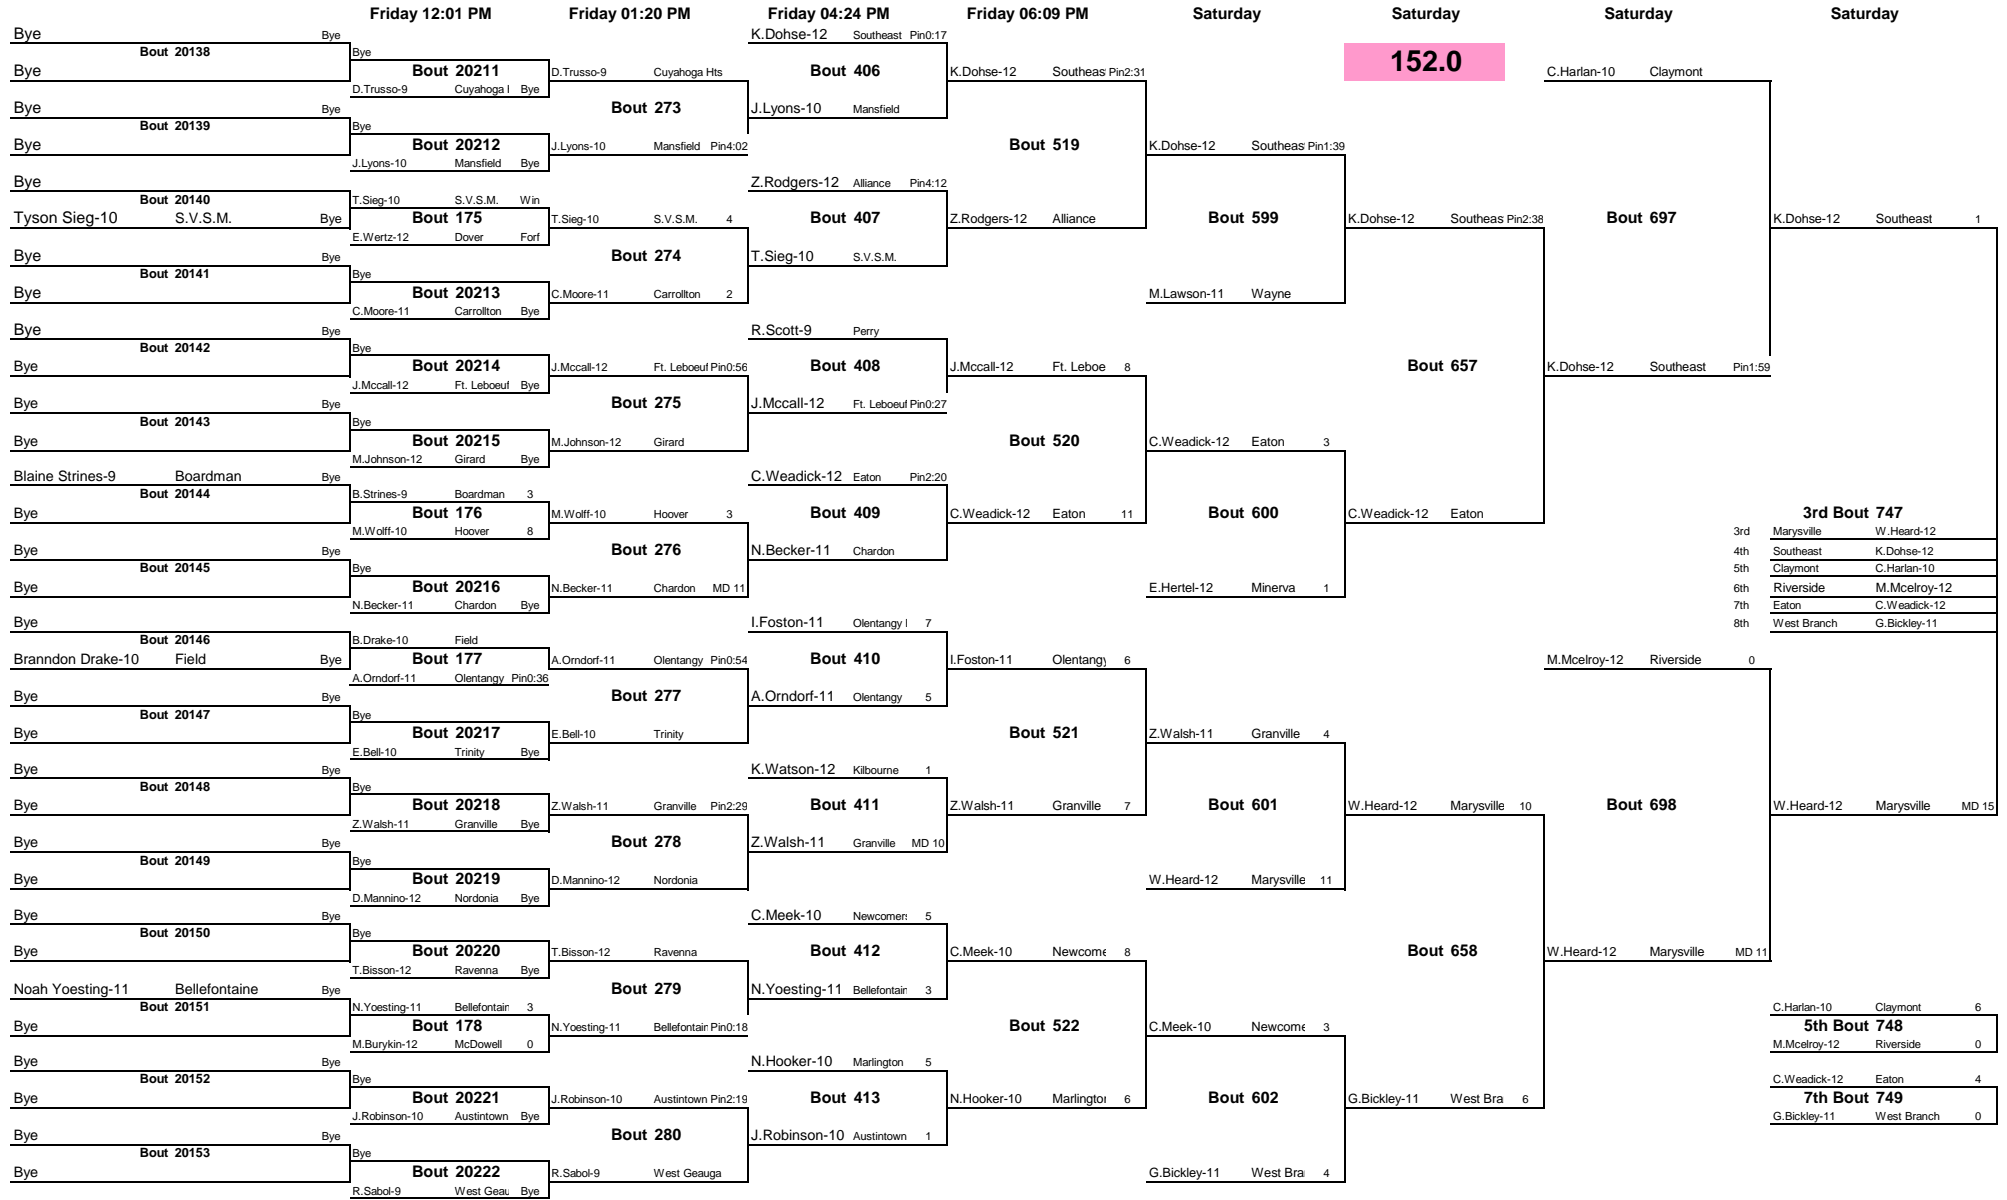 Friday 12:01 PM Friday 01:20 PM Friday 04:24 PM Friday 06:09 PM Saturday Saturday Saturday Saturday
Bye Bye K.Dohse-12 Southeast Pin0:17
Bout 20138 Bye 152.0
Bye Bout 20211 D.Trusso-9 Cuyahoga Hts Bout 406 K.Dohse-12 Southeas Pin2:31 C.Harlan-10 Claymont
D.Trusso-9 Cuyahoga Bye
Bye Bye Bout 273 J.Lyons-10 Mansfield
Bout 20139 Bye
Bye Bout 20212 J.Lyons-10 Mansfield Pin4:02 Bout 519 K.Dohse-12 Southeas Pin1:39
J.Lyons-10 Mansfield Bye
Bye Bye Z.Rodgers-12 Alliance Pin4:12
Bout 20140 T.Sieg-10 S.V.S.M. Win
Tyson Sieg-10 S.V.S.M. Bye Bout 175 T.Sieg-10 S.V.S.M. 4 Bout 407 Z.Rodgers-12 Alliance Bout 599 K.Dohse-12 Southeas Pin2:38 Bout 697 K.Dohse-12 Southeast 1
E.Wertz-12 Dover Forf
Bye Bye Bout 274 T.Sieg-10 S.V.S.M.
Bout 20141 Bye
Bye Bout 20213 C.Moore-11 Carrollton 2 M.Lawson-11 Wayne
C.Moore-11 Carrollton Bye
Bye Bye R.Scott-9 Perry
Bout 20142 Bye
Bye Bout 20214 J.Mccall-12 Ft. Leboeuf Pin0:56 Bout 408 J.Mccall-12 Ft. Leboe 8 Bout 657 K.Dohse-12 Southeast Pin1:59
J.Mccall-12 Ft. Leboeuf Bye
Bye Bye Bout 275 J.Mccall-12 Ft. Leboeuf Pin0:27
Bout 20143 Bye
Bye Bout 20215 M.Johnson-12 Girard Bout 520 C.Weadick-12 Eaton 3
M.Johnson-12 Girard Bye
Blaine Strines-9 Boardman Bye C.Weadick-12 Eaton Pin2:20
Bout 20144 B.Strines-9 Boardman 3
Bye Bout 176 M.Wolff-10 Hoover 3 Bout 409 C.Weadick-12 Eaton 11 Bout 600 C.Weadick-12 Eaton 3rd Bout 747
M.Wolff-10 Hoover 8 3rd Marysville W.Heard-12
Bye Bye Bout 276 N.Becker-11 Chardon 4th Southeast K.Dohse-12
Bout 20145 Bye 5th Claymont C.Harlan-10
Bye Bout 20216 N.Becker-11 Chardon MD 11 E.Hertel-12 Minerva 1 6th Riverside M.Mcelroy-12
N.Becker-11 Chardon Bye 7th Eaton C.Weadick-12
Bye I.Foston-11 Olentangy 7 8th West Branch G.Bickley-11
Bout 20146 B.Drake-10 Field
Branndon Drake-10 Field Bye Bout 177 A.Orndorf-11 Olentangy Pin0:54 Bout 410 I.Foston-11 Olentangy 6 M.Mcelroy-12 Riverside 0
A.Orndorf-11 Olentangy Pin0:36
Bye Bye Bout 277 A.Orndorf-11 Olentangy 5
Bout 20147 Bye
Bye Bout 20217 E.Bell-10 Trinity Bout 521 Z.Walsh-11 Granville 4
E.Bell-10 Trinity Bye
Bye Bye K.Watson-12 Kilbourne 1
Bout 20148 Bye
Bye Bout 20218 Z.Walsh-11 Granville Pin2:29 Bout 411 Z.Walsh-11 Granville 7 Bout 601 W.Heard-12 Marysville 10 Bout 698 W.Heard-12 Marysville MD 15
Z.Walsh-11 Granville Bye
Bye Bye Bout 278 Z.Walsh-11 Granville MD 10
Bout 20149 Bye
Bye Bout 20219 D.Mannino-12 Nordonia W.Heard-12 Marysville 11
D.Mannino-12 Nordonia Bye
Bye Bye C.Meek-10 Newcomers 5
Bout 20150 Bye
Bye Bout 20220 T.Bisson-12 Ravenna Bout 412 C.Meek-10 Newcome 8 Bout 658 W.Heard-12 Marysville MD 11
T.Bisson-12 Ravenna Bye
Noah Yoesting-11 Bellefontaine Bye Bout 279 N.Yoesting-11 Bellefontain 3
Bout 20151 N.Yoesting-11 Bellefontain 3 C.Harlan-10 Claymont 6
Bye Bout 178 N.Yoesting-11 Bellefontain Pin0:18 Bout 522 C.Meek-10 Newcome 3 5th Bout 748
M.Burykin-12 McDowell 0 M.Mcelroy-12 Riverside 0
Bye Bye N.Hooker-10 Marlington 5
Bout 20152 Bye C.Weadick-12 Eaton 4
Bye Bout 20221 J.Robinson-10 Austintown Pin2:19 Bout 413 N.Hooker-10 Marlingto 6 Bout 602 G.Bickley-11 West Bra 6 7th Bout 749
J.Robinson-10 Austintown Bye G.Bickley-11 West Branch 0
Bye Bye Bout 280 J.Robinson-10 Austintown 1
Bout 20153 Bye
Bye Bout 20222 R.Sabol-9 West Geauga G.Bickley-11 West Bra 4
R.Sabol-9 West Geau Bye